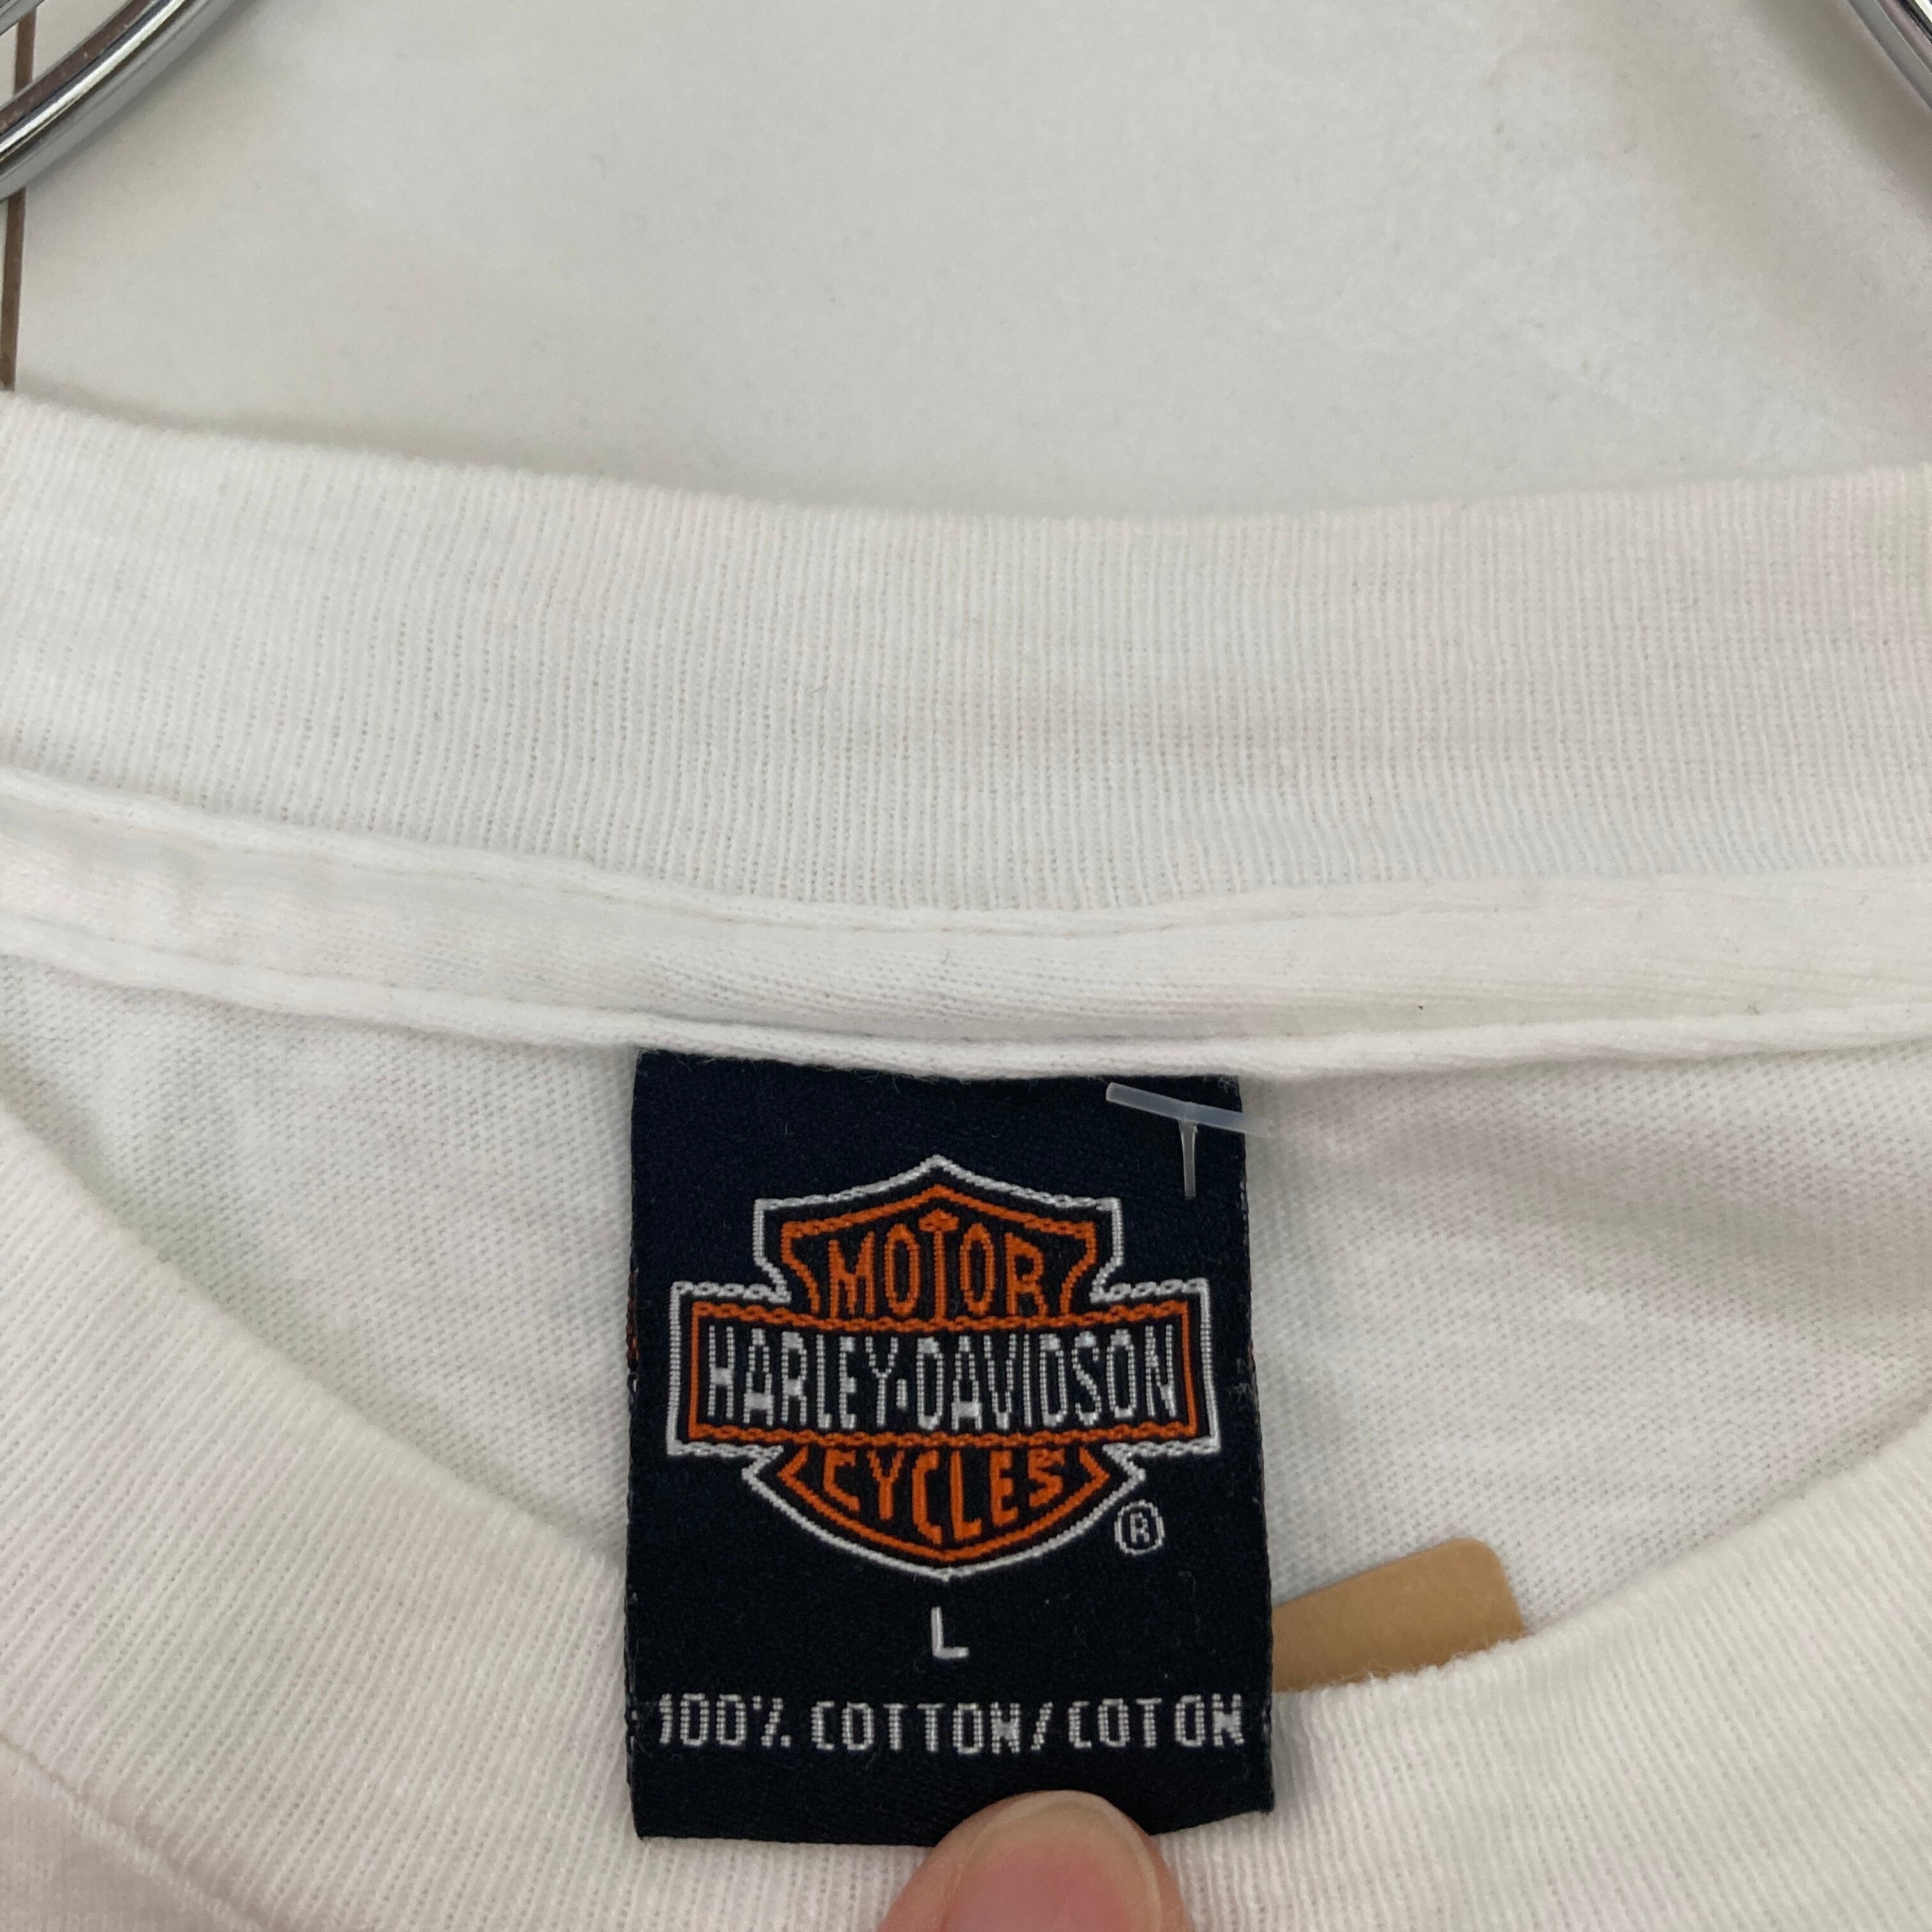 MOTOR
HARLEY-DAVIDSON
CYCLES
®
L
100% COTTON/COTON